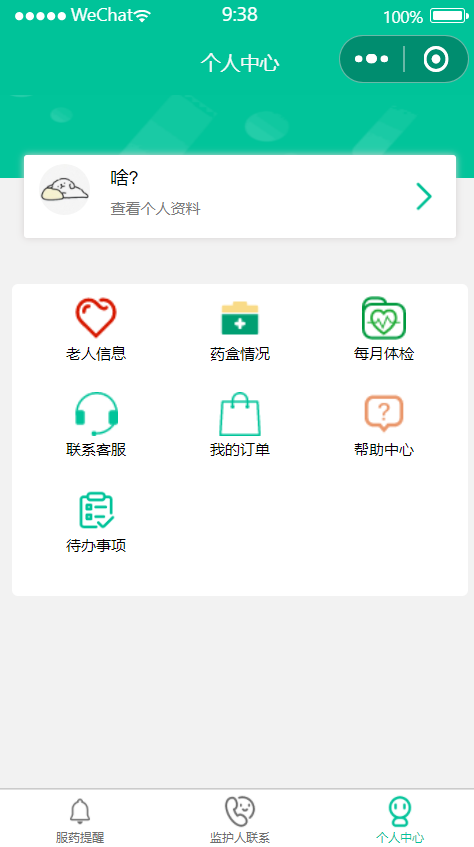 WeChat 9:38 100%
个人中心
啥?
查看个人资料
老人信息 药盒情况 每月体检
联系客服 我的订单 帮助中心
待办事项
服药提醒 监护人联系 个人中心